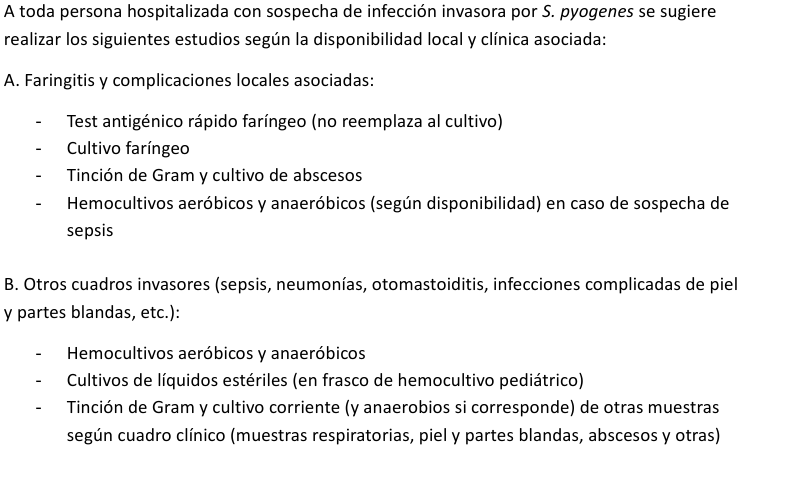 A toda persona hospitalizada con sospecha de infección invasora por S. pyogenes se sugiere
realizar los siguientes estudios según la disponibilidad local y clínica asociada:
A. Faringitis y complicaciones locales asociadas:
- Test antigénico rápido faríngeo (no reemplaza al cultivo)
- Cultivo faríngeo
- Tinción de Gram y cultivo de abscesos
- Hemocultivos aeróbicos y anaeróbicos (según disponibilidad) en caso de sospecha de
sepsis
B. Otros cuadros invasores (sepsis, neumonías, otomastoiditis, infecciones complicadas de piel
y partes blandas, etc.):
- Hemocultivos aeróbicos y anaeróbicos
- Cultivos de líquidos estériles (en frasco de hemocultivo pediátrico)
- Tinción de Gram y cultivo corriente (y anaerobios si corresponde) de otras muestras
según cuadro clínico (muestras respiratorias, piel y partes blandas, abscesos y otras)